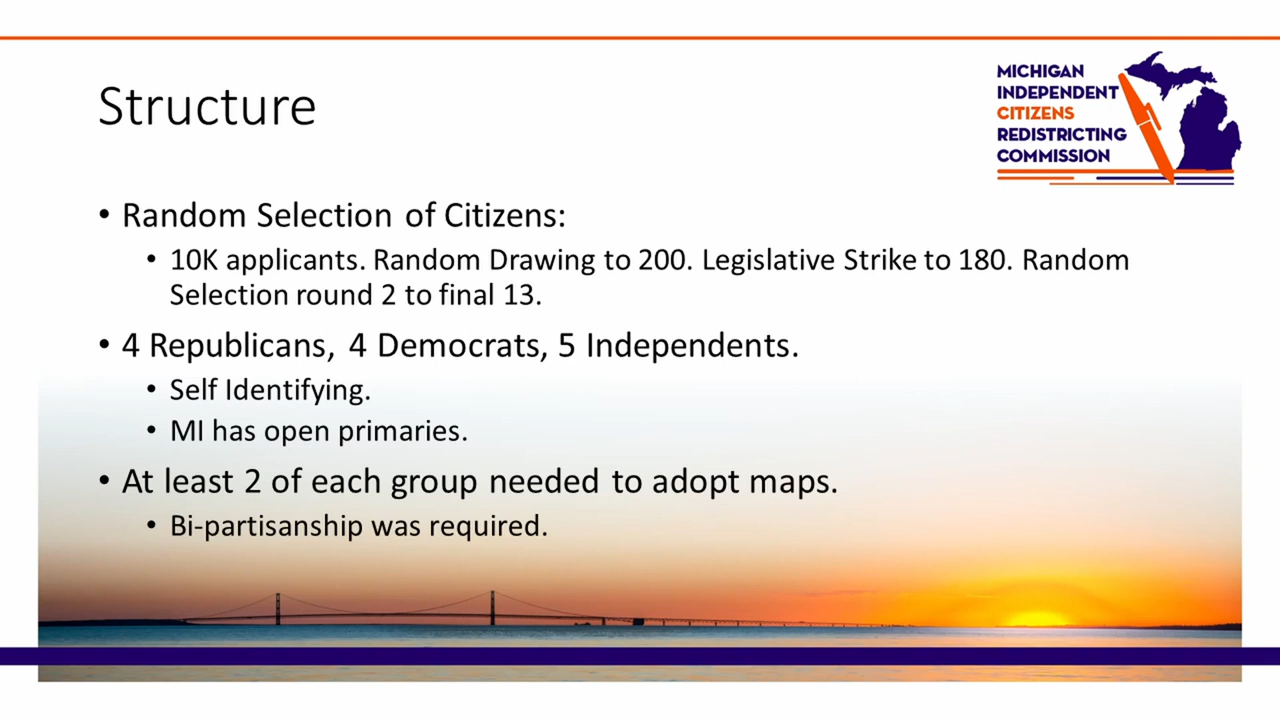 Structure
MICHIGAN
INDEPENDENT
CITIZENS
REDISTRICTING
COMMISSION
• Random Selection of Citizens:
• 10K applicants. Random Drawing to 200. Legislative Strike to 180. Random
Selection round 2 to final 13.
• 4 Republicans, 4 Democrats, 5 Independents.
• Self Identifying.
• MI has open primaries.
• At least 2 of each group needed to adopt maps.
• Bi-partisanship was required.